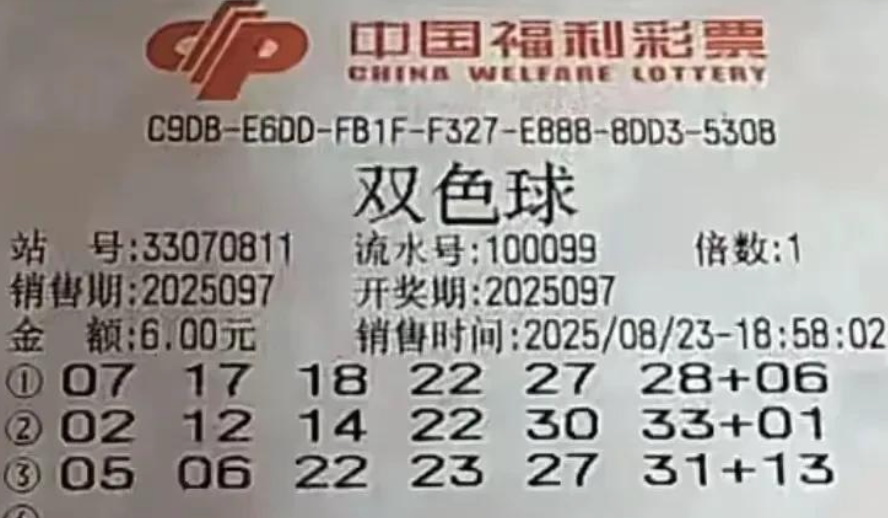 中国福利彩票
CHINA WELFARE LOTTERY
C9DB-E6DD-FB1F-F327-E888-8DD3-530B
双色球
站 号:33070811 流水号:100099 倍数:1
销售期:2025097 开奖期:2025097
金 额:6.00元 销售时间:2025/08/23-18:58:02
① 07 17 18 22 27 28+06
② 02 12 14 22 30 33+01
③ 05 06 22 23 27 31+13